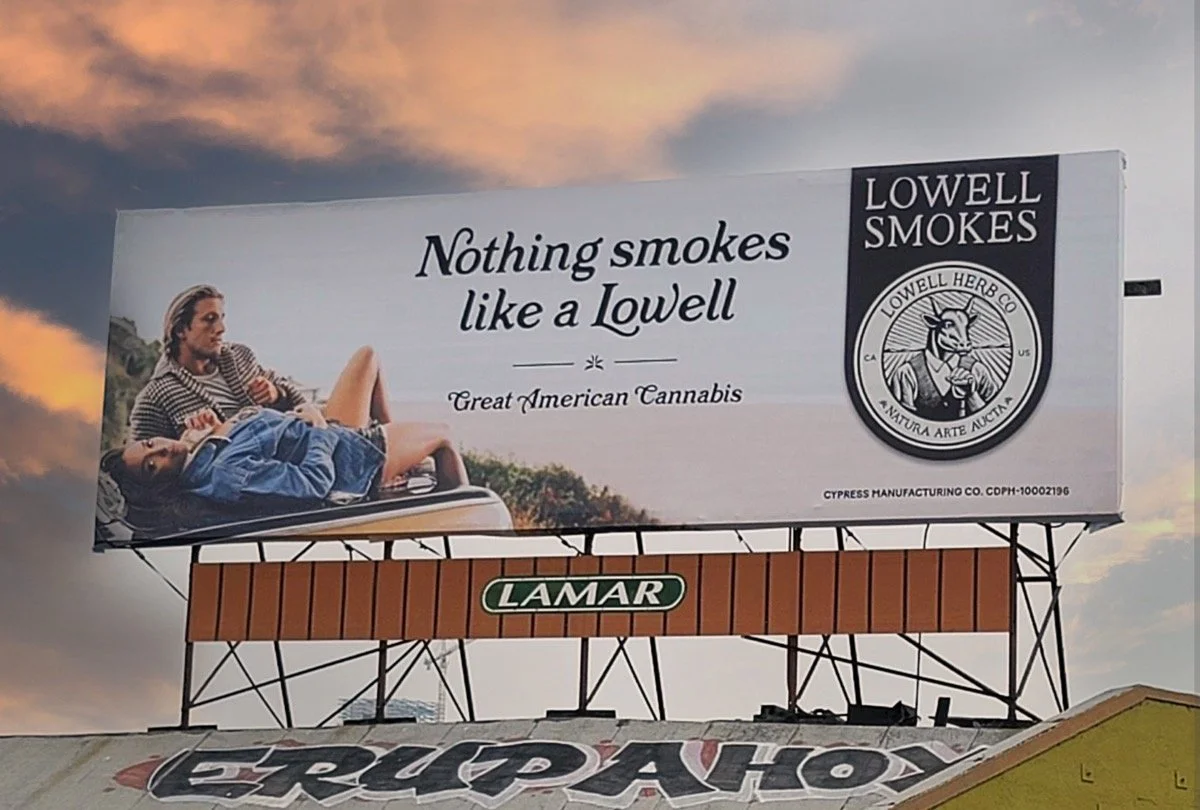 Nothing smokes
like a Lowell
Great American Cannabis
LOWELL
SMOKES
LOWELL HERB CO
CA
US
NATURA ARTE AUCTA
CYPRESS MANUFACTURING CO. CDPH-10002196
LAMAR
ERUPAHOY